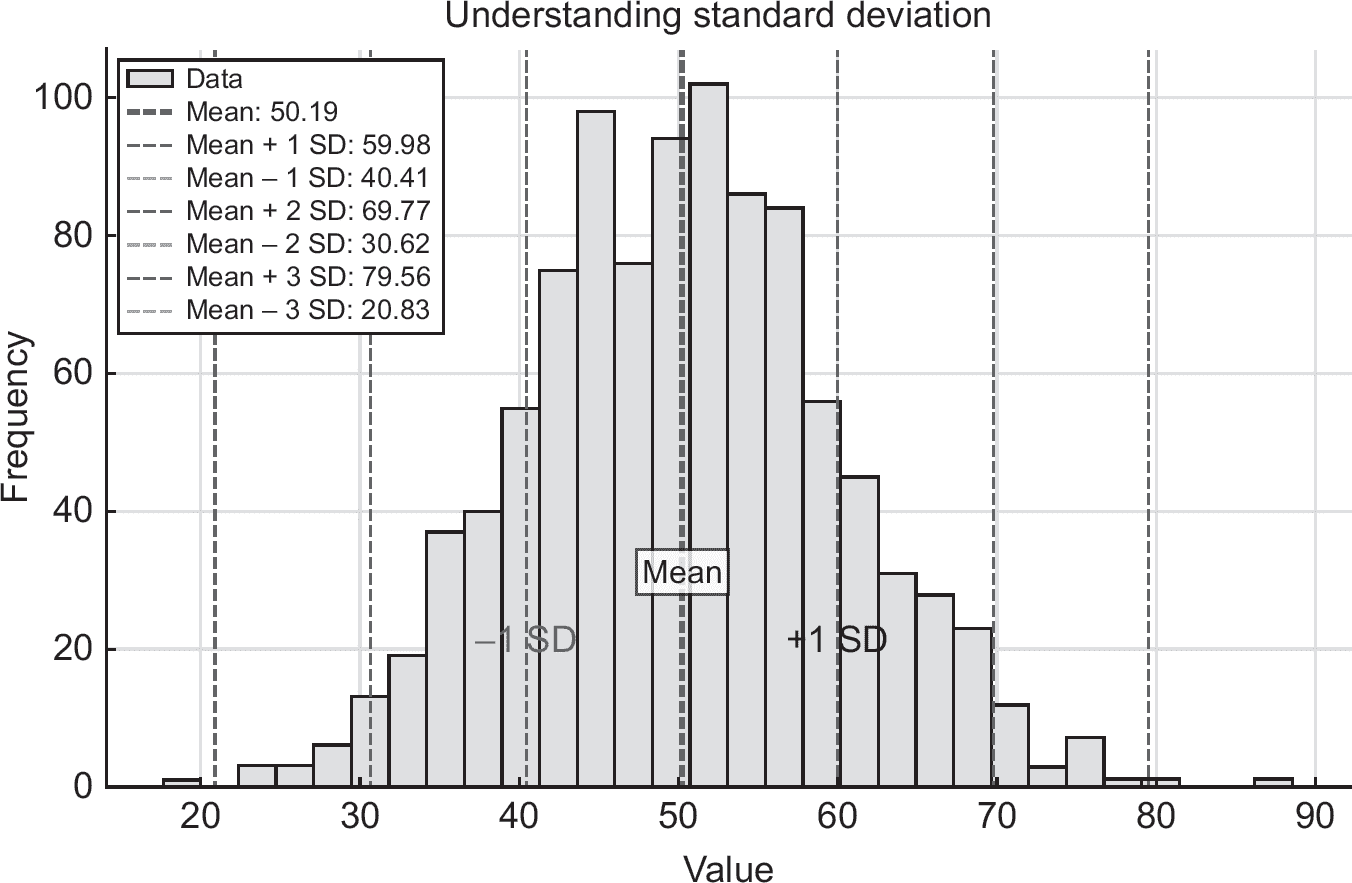 Understanding standard deviation
Data
Mean: 50.19
Mean + 1 SD: 59.98
Mean – 1 SD: 40.41
Mean + 2 SD: 69.77
Mean – 2 SD: 30.62
Mean + 3 SD: 79.56
Mean – 3 SD: 20.83
Frequency
100
80
60
40
20
0
Mean
–1 SD
+1 SD
20 30 40 50 60 70 80 90
Value